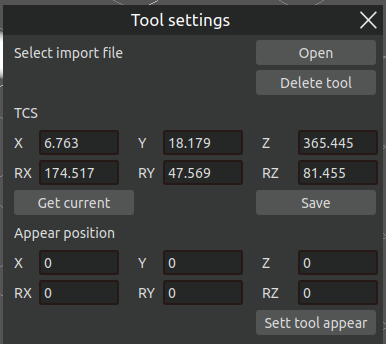 Tool settings
Select import file Open
Delete tool
TCS
X 6.763 Y 18.179 Z 365.445
RX 174.517 RY 47.569 RZ 81.455
Get current Save
Appear position
X 0 Y 0 Z 0
RX 0 RY 0 RZ 0
Sett tool appear